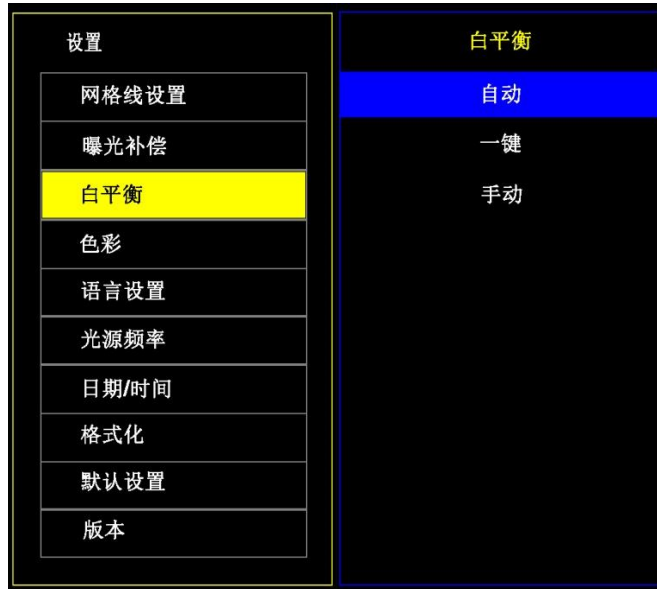 设置
网格线设置
曝光补偿
白平衡
色彩
语言设置
光源频率
日期/时间
格式化
默认设置
版本
白平衡
自动
一键
手动